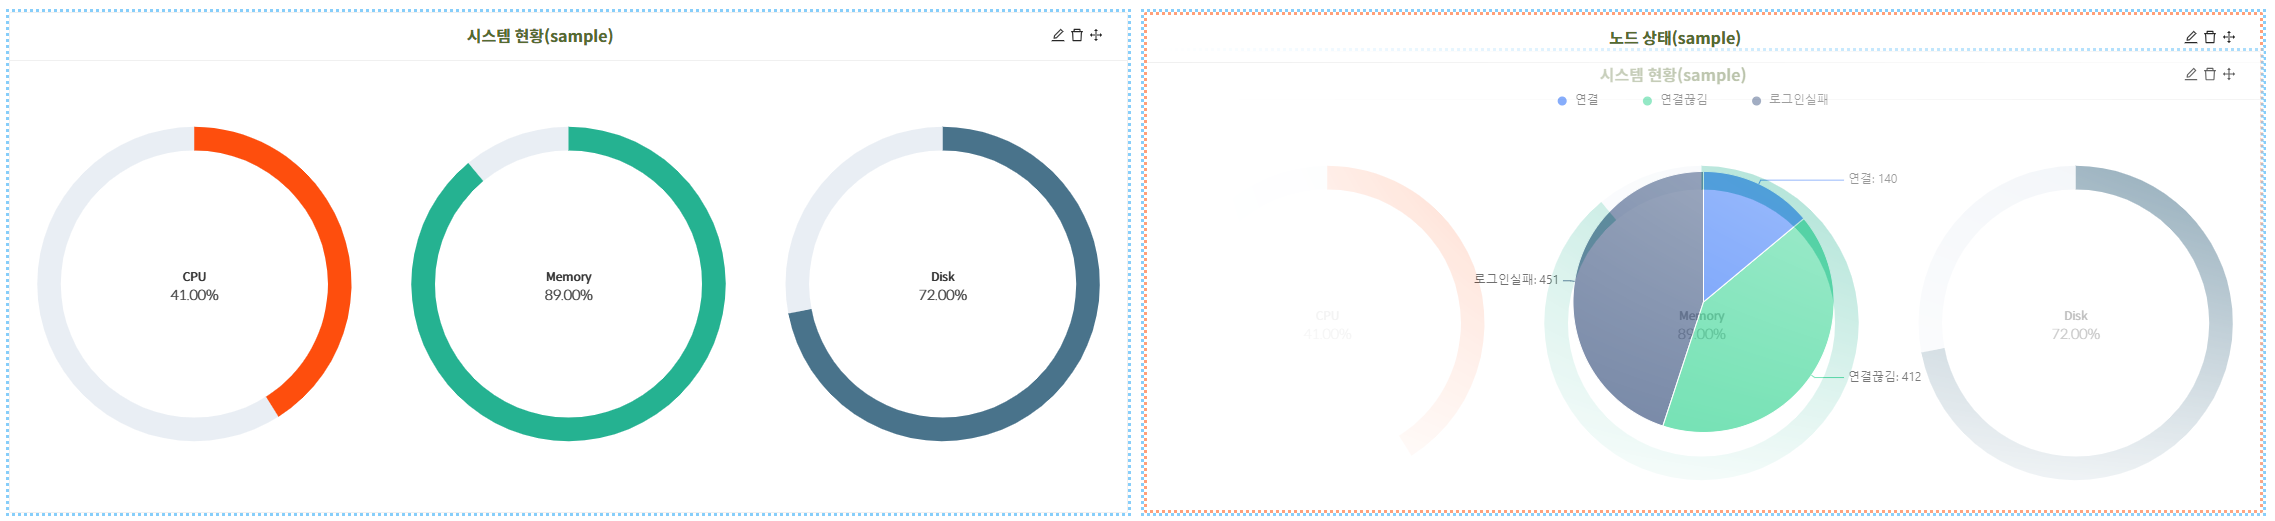 시스템 현황(sample)
CPU
41.00%
Memory
89.00%
Disk
72.00%
노드 상태(sample)
시스템 현황(sample)
연결 연결끊김 로그인실패
연결: 140
로그인실패: 451
연결끊김: 412
CPU
41.00%
Memory
89.00%
Disk
72.00%